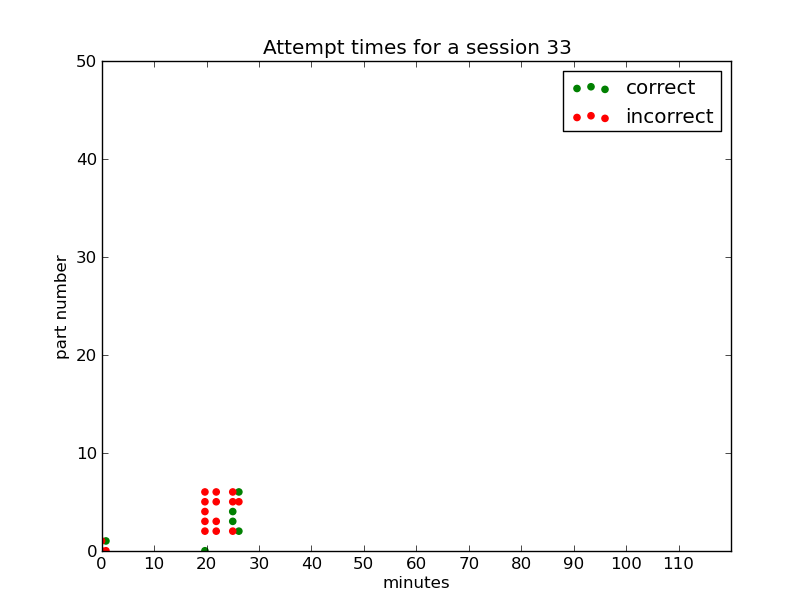 Attempt times for a session 33
correct
incorrect
50
40
30
20
10
0
part number
0 10 20 30 40 50 60 70 80 90 100 110
minutes